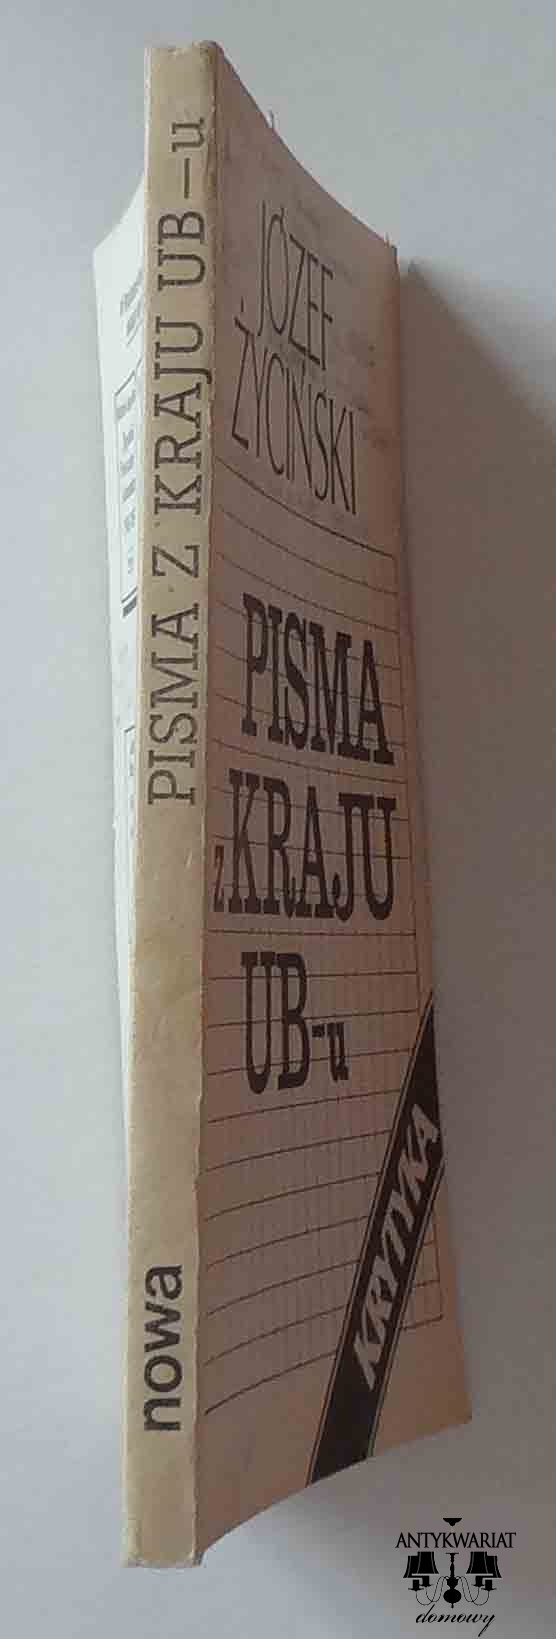 PISMA Z KRAJU UB-u
nowa
JÓZEF
ŻYCIŃSKI
PISMA
z KRAJU
UB-u
KRYTYKA
ANTYKWARIAT
domowy